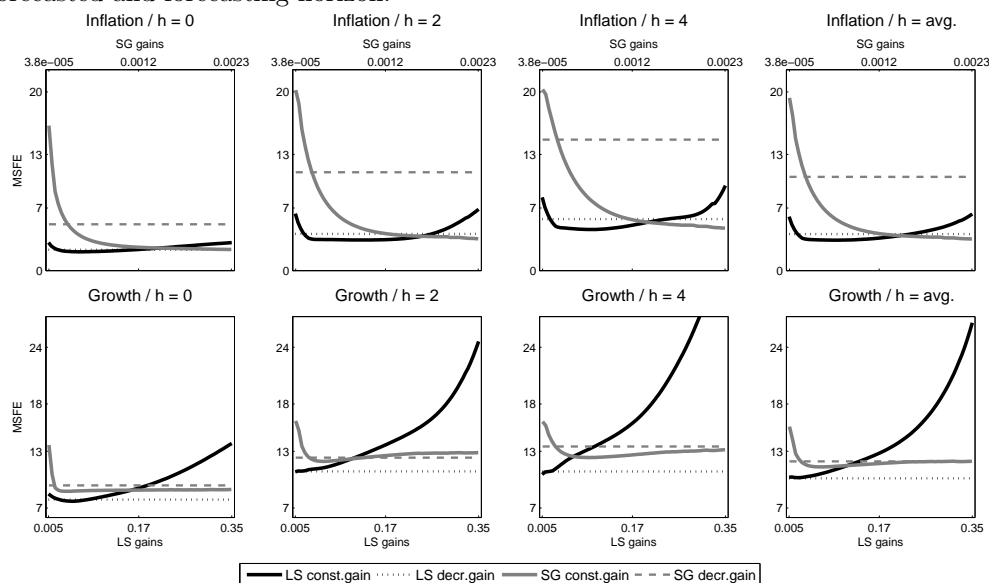 forecasted and forecasting horizon.
Inflation / h = 0
Inflation / h = 2
Inflation / h = 4
Inflation / h = avg.
SG gains
SG gains
SG gains
SG gains
3.8e−005 0.0012 0.0023
3.8e−005 0.0012 0.0023
3.8e−005 0.0012 0.0023
3.8e−005 0.0012 0.0023
MSFE
20
13
7
0
20
13
7
0
20
13
7
0
20
13
7
0
Growth / h = 0
Growth / h = 2
Growth / h = 4
Growth / h = avg.
MSFE
24
18
13
7
24
18
13
7
24
18
13
7
24
18
13
7
0.005 0.17 0.35
0.005 0.17 0.35
0.005 0.17 0.35
0.005 0.17 0.35
LS gains
LS gains
LS gains
LS gains
LS const.gain LS decr.gain SG const.gain SG decr.gain